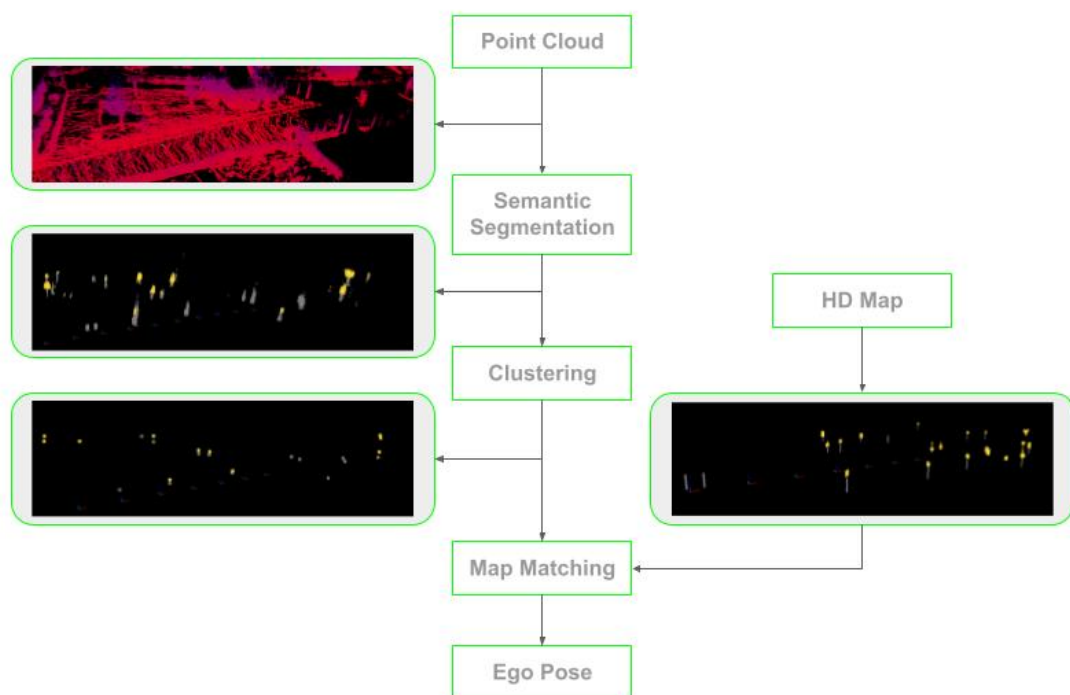 Point Cloud
Semantic
Segmentation
HD Map
Clustering
Map Matching
Ego Pose